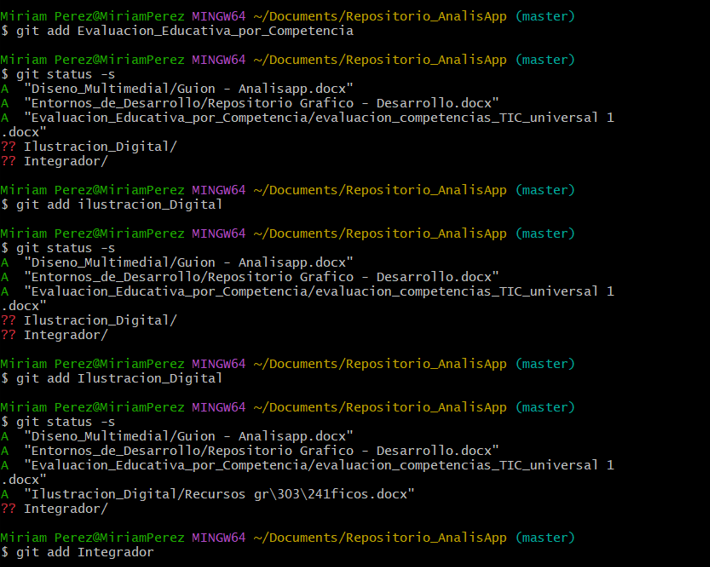 Miriam Perez@MiriamPerez MINGW64 ~/Documents/Repositorio_AnalisApp (master)
$ git add Evaluacion_Educativa_por_Competencia
Miriam Perez@MiriamPerez MINGW64 ~/Documents/Repositorio_AnalisApp (master)
$ git status -s
A  "Diseno_Multimedial/Guion - Analisapp.docx"
A  "Entornos_de_Desarrollo/Repositorio Grafico - Desarrollo.docx"
A  "Evaluacion_Educativa_por_Competencia/evaluacion_competencias_TIC_universal 1
.docx"
?? Ilustracion_Digital/
?? Integrador/
Miriam Perez@MiriamPerez MINGW64 ~/Documents/Repositorio_AnalisApp (master)
$ git add ilustracion_Digital
Miriam Perez@MiriamPerez MINGW64 ~/Documents/Repositorio_AnalisApp (master)
$ git status -s
A  "Diseno_Multimedial/Guion - Analisapp.docx"
A  "Entornos_de_Desarrollo/Repositorio Grafico - Desarrollo.docx"
A  "Evaluacion_Educativa_por_Competencia/evaluacion_competencias_TIC_universal 1
.docx"
?? Ilustracion_Digital/
?? Integrador/
Miriam Perez@MiriamPerez MINGW64 ~/Documents/Repositorio_AnalisApp (master)
$ git add Ilustracion_Digital
Miriam Perez@MiriamPerez MINGW64 ~/Documents/Repositorio_AnalisApp (master)
$ git status -s
A  "Diseno_Multimedial/Guion - Analisapp.docx"
A  "Entornos_de_Desarrollo/Repositorio Grafico - Desarrollo.docx"
A  "Evaluacion_Educativa_por_Competencia/evaluacion_competencias_TIC_universal 1
.docx"
A  "Ilustracion_Digital/Recursos gr\303\241ficos.docx"
?? Integrador/
Miriam Perez@MiriamPerez MINGW64 ~/Documents/Repositorio_AnalisApp (master)
$ git add Integrador